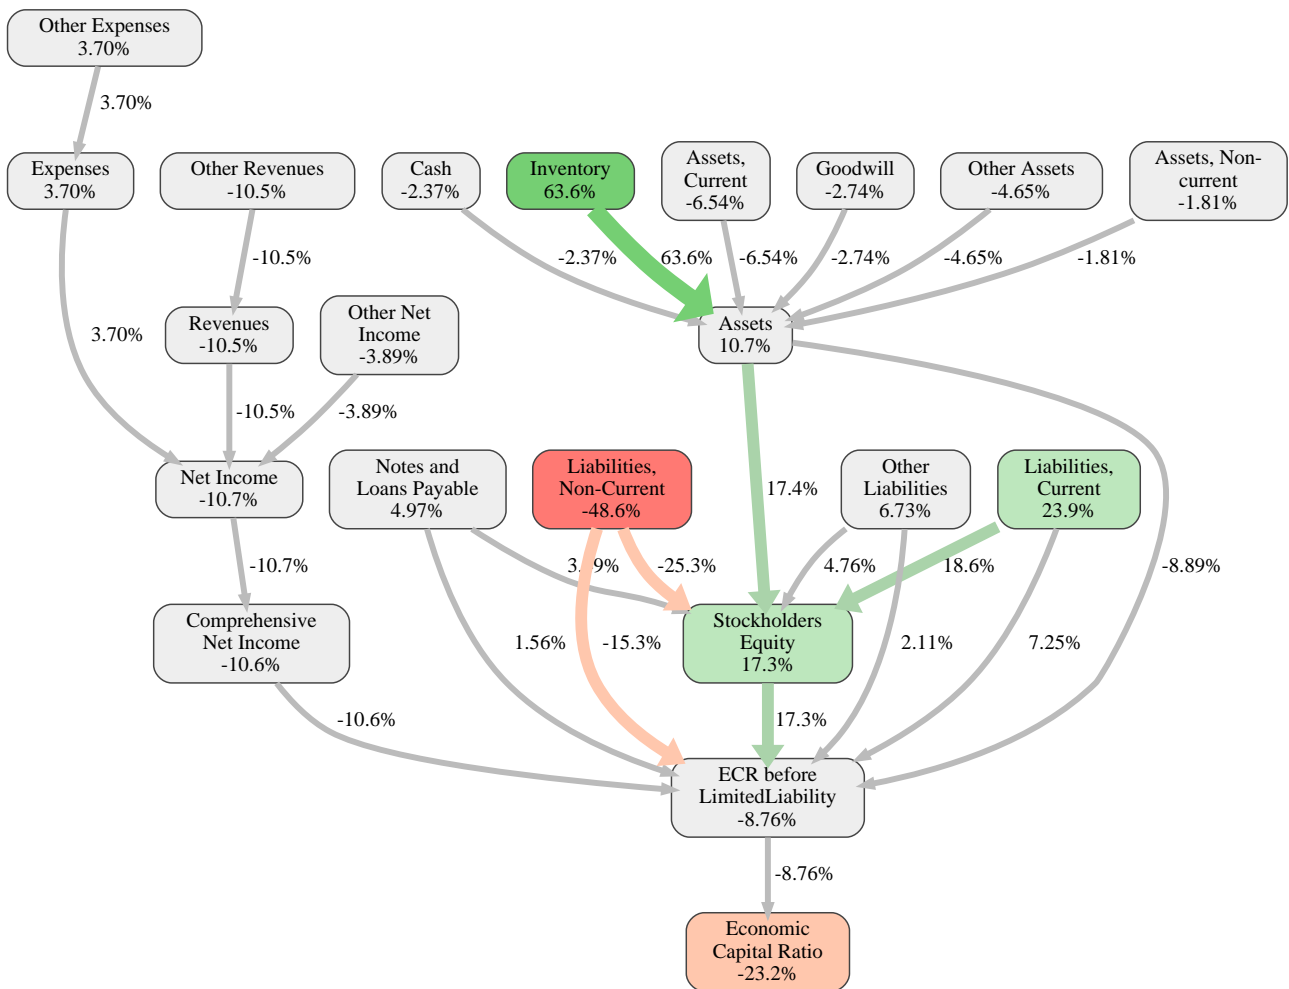 Other Expenses
3.70%
3.70%
Expenses
3.70%
Other Revenues
-10.5%
Cash
-2.37%
Inventory
63.6%
Assets,
Current
-6.54%
Goodwill
-2.74%
Other Assets
-4.65%
Assets, Non-
current
-1.81%
-10.5%
-2.37%
63.6%
-6.54%
-2.74%
-4.65%
-1.81%
3.70%
Revenues
-10.5%
Other Net
Income
-3.89%
Assets
10.7%
-10.5%
-3.89%
Net Income
-10.7%
Notes and
Loans Payable
4.97%
Liabilities,
Non-Current
-48.6%
17.4%
Other
Liabilities
6.73%
Liabilities,
Current
23.9%
-10.7%
-25.3%
4.76%
18.6%
-8.89%
Comprehensive
Net Income
-10.6%
1.56%
-15.3%
Stockholders
Equity
17.3%
2.11%
7.25%
-10.6%
17.3%
ECR before
LimitedLiability
-8.76%
-8.76%
Economic
Capital Ratio
-23.2%